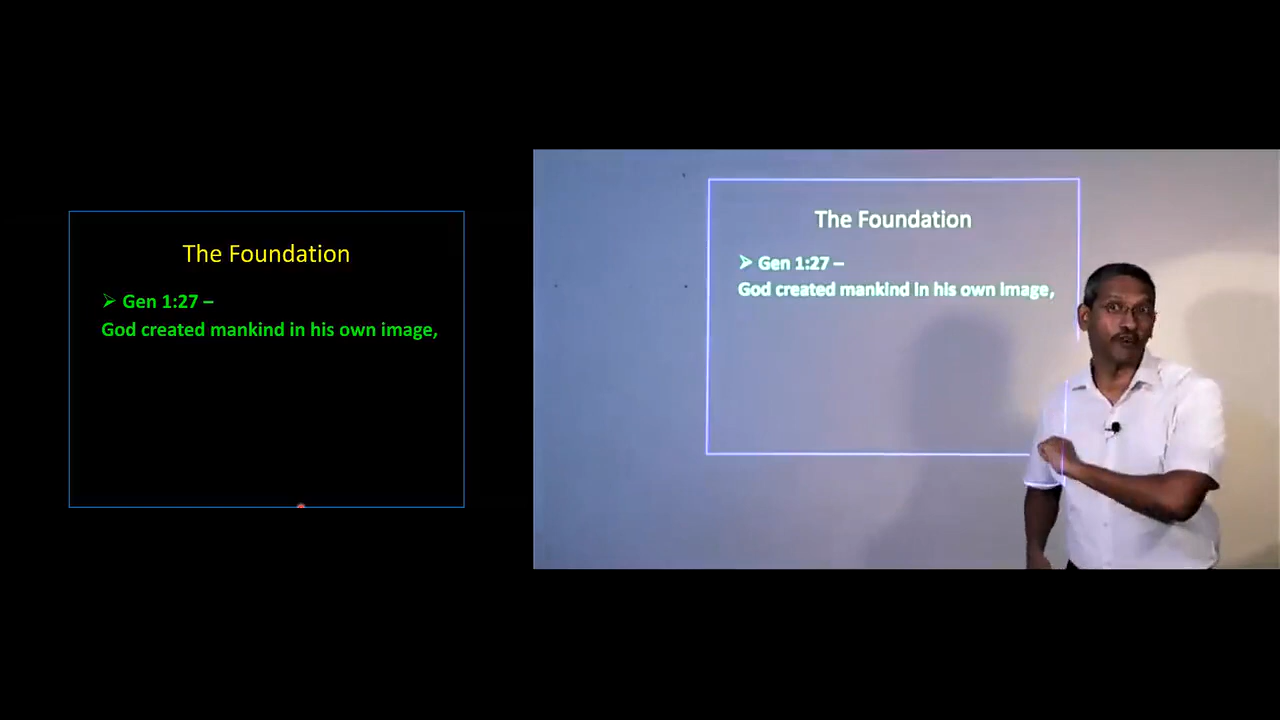 The Foundation
➢ Gen 1:27 –
God created mankind in his own image,
The Foundation
➢ Gen 1:27 –
God created mankind in his own image,